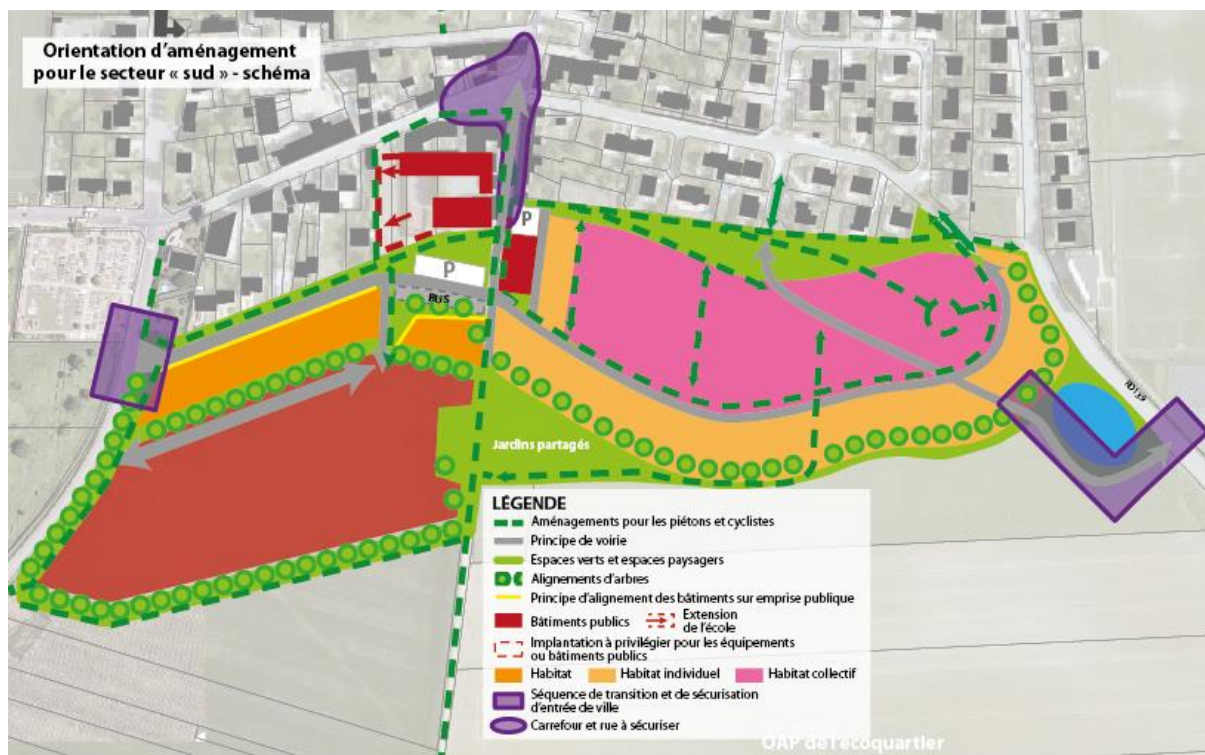 Orientation d'aménagement
pour le secteur « sud » - schéma
P
P
BUS
RD139
Jardins partagés
LÉGENDE
Aménagements pour les piétons et cyclistes
Principe de voirie
Espaces verts et espaces paysagers
Alignements d'arbres
Principe d'alignement des bâtiments sur emprise publique
Bâtiments publics
Extension
de l'école
Implantation à privilégier pour les équipements
ou bâtiments publics
Habitat
Habitat individuel
Habitat collectif
Séquence de transition et de sécurisation
d'entrée de ville
Carrefour et rue à sécuriser
OAP de l'écoquartier